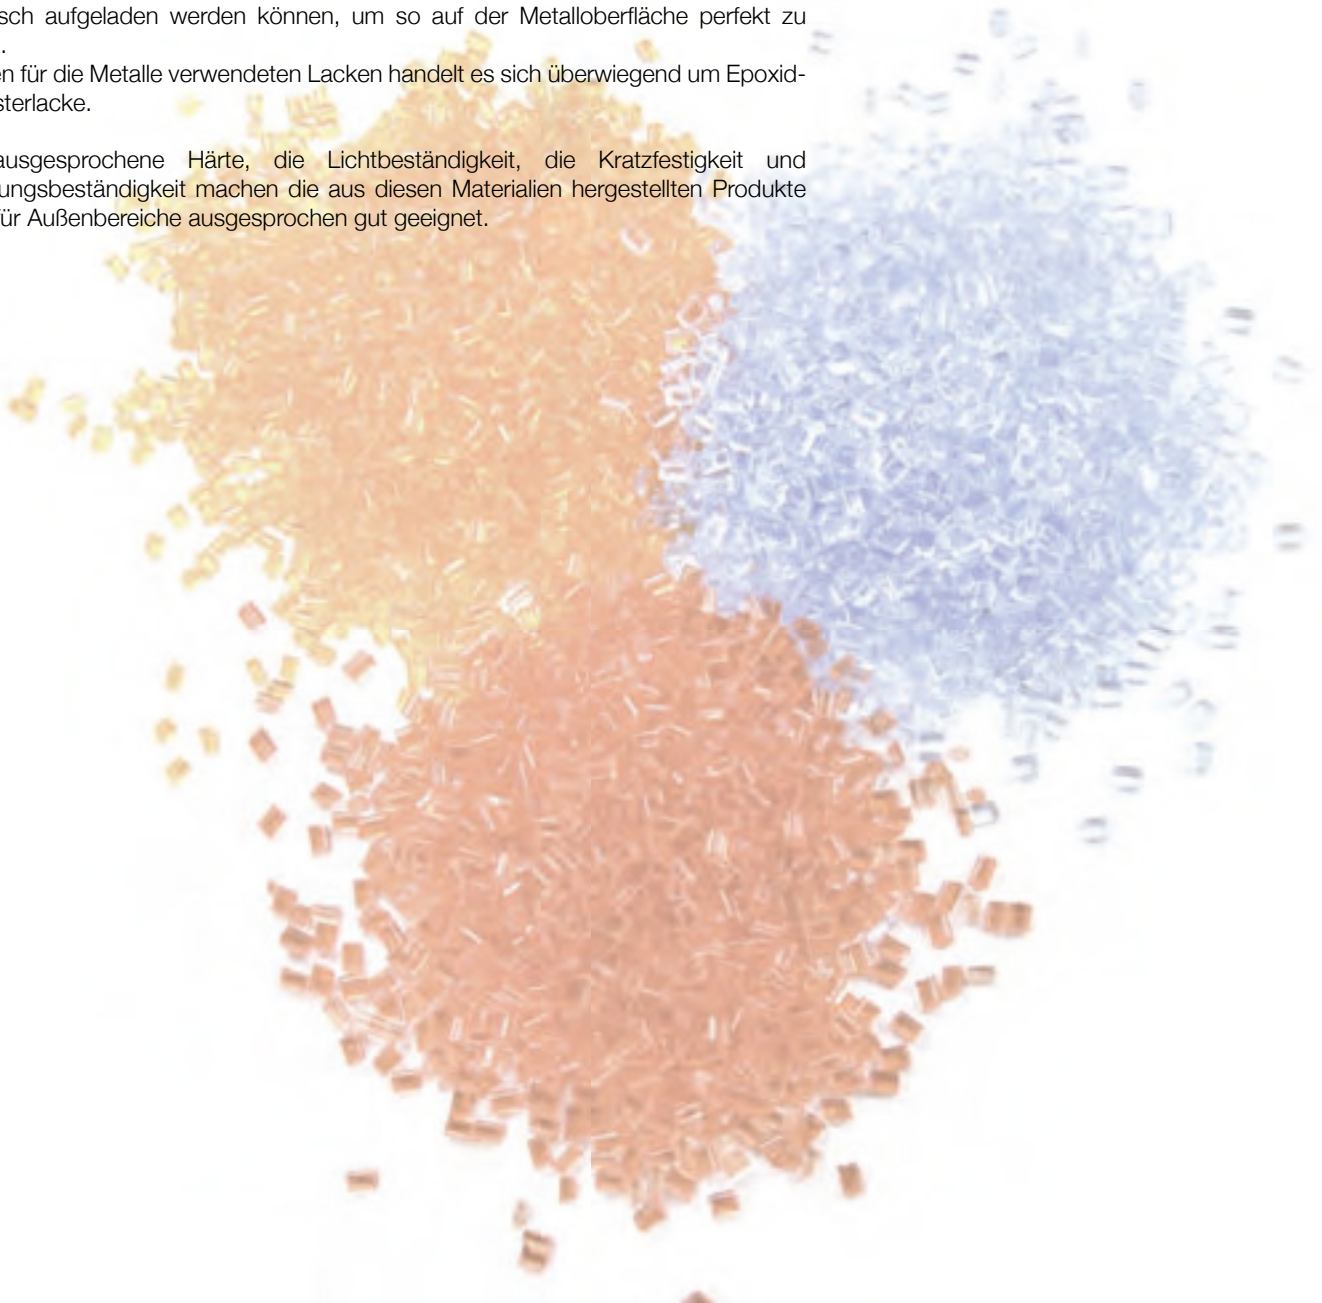 sch aufgeladen werden können, um so auf der Metalloberfläche perfekt zu
.
n für die Metalle verwendeten Lacken handelt es sich überwiegend um Epoxid-
sterlacke.
ausgesprochene Härte, die Lichtbeständigkeit, die Kratzfestigkeit und
ungsbeständigkeit machen die aus diesen Materialien hergestellten Produkte
für Außenbereiche ausgesprochen gut geeignet.